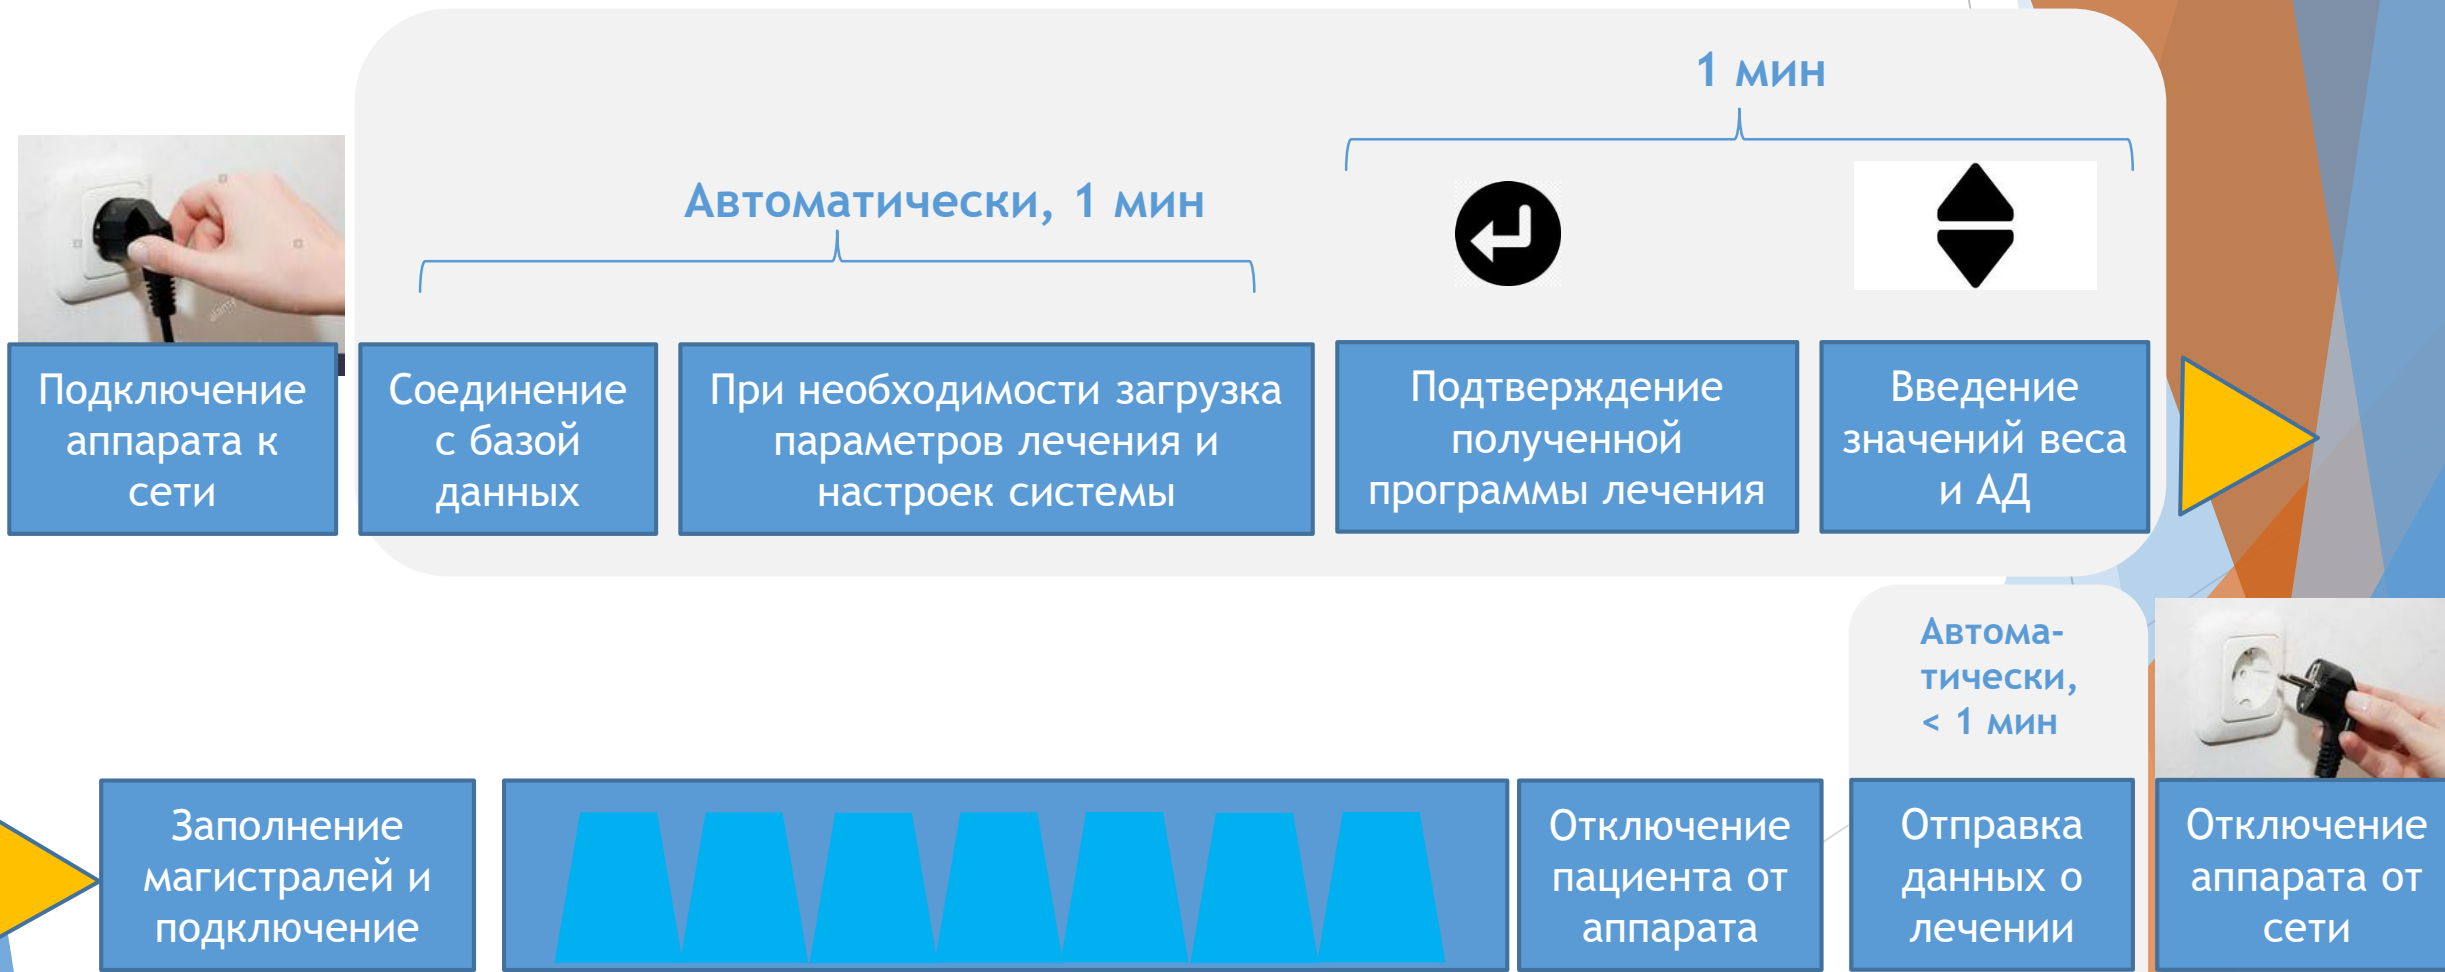 1 мин
Автоматически, 1 мин
alamy
Подключение
аппарата к
сети
Соединение
с базой
данных
При необходимости загрузка
параметров лечения и
настроек системы
Подтверждение
полученной
программы лечения
Введение
значений веса
и АД
Автома-
тически,
< 1 мин
Заполнение
магистралей и
подключение
Отключение
пациента от
аппарата
Отправка
данных о
лечении
Отключение
аппарата от
сети